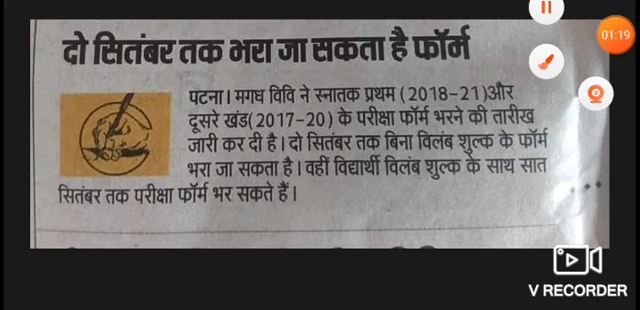 01:19
दो सितंबर तक भरा जा सकता है फॉर्म
पटना। मगध विवि ने स्नातक प्रथम (2018-21)और
दूसरे खंड(2017-20) के परीक्षा फॉर्म भरने की तारीख
जारी कर दी है। दो सितंबर तक बिना विलंब शुल्क के फॉर्म
भरा जा सकता है। वहीं विद्यार्थी विलंब शुल्क के साथ सात
सितंबर तक परीक्षा फॉर्म भर सकते हैं।
V RECORDER